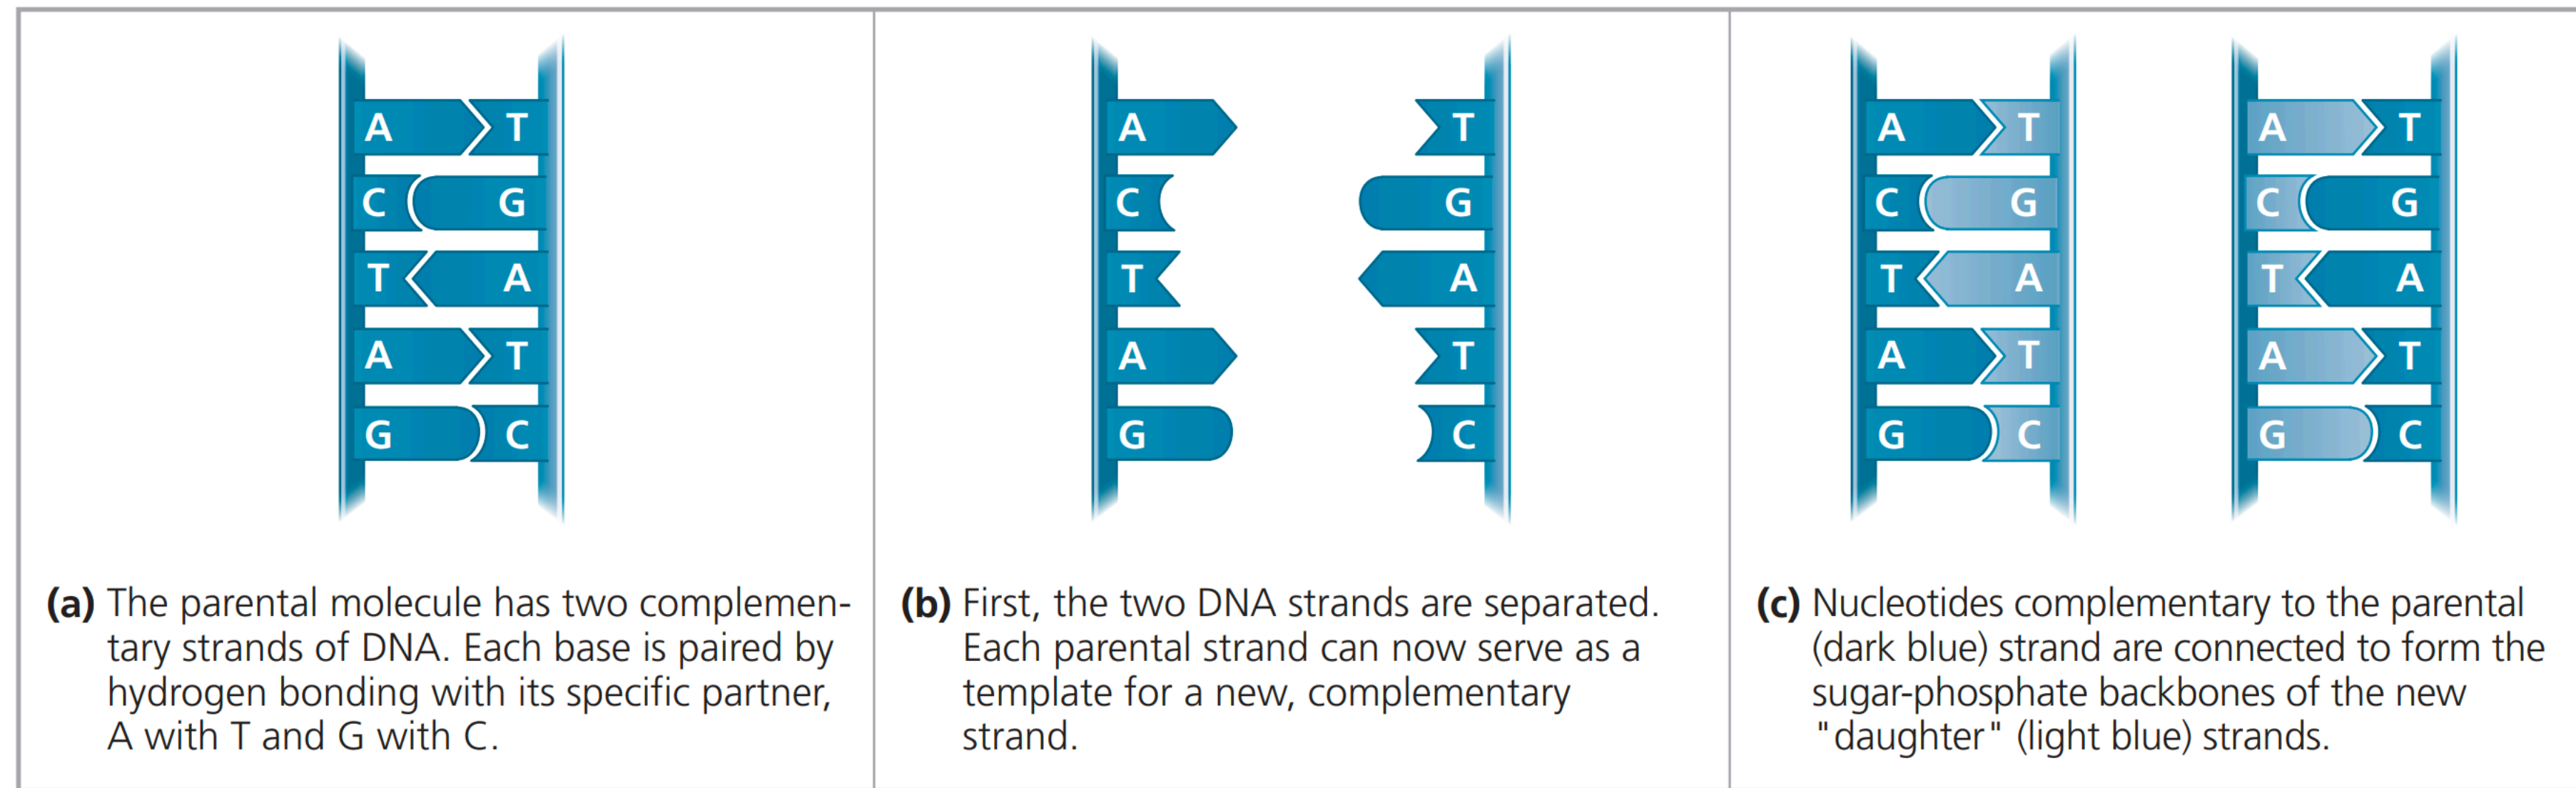 A T
C G
T A
A T
G C
(a) The parental molecule has two complemen-
tary strands of DNA. Each base is paired by
hydrogen bonding with its specific partner,
A with T and G with C.
A T
C G
T A
A T
G C
(b) First, the two DNA strands are separated.
Each parental strand can now serve as a
template for a new, complementary
strand.
A T A T
C G C G
T A T A
A T A T
G C G C
(c) Nucleotides complementary to the parental
(dark blue) strand are connected to form the
sugar-phosphate backbones of the new
"daughter" (light blue) strands.